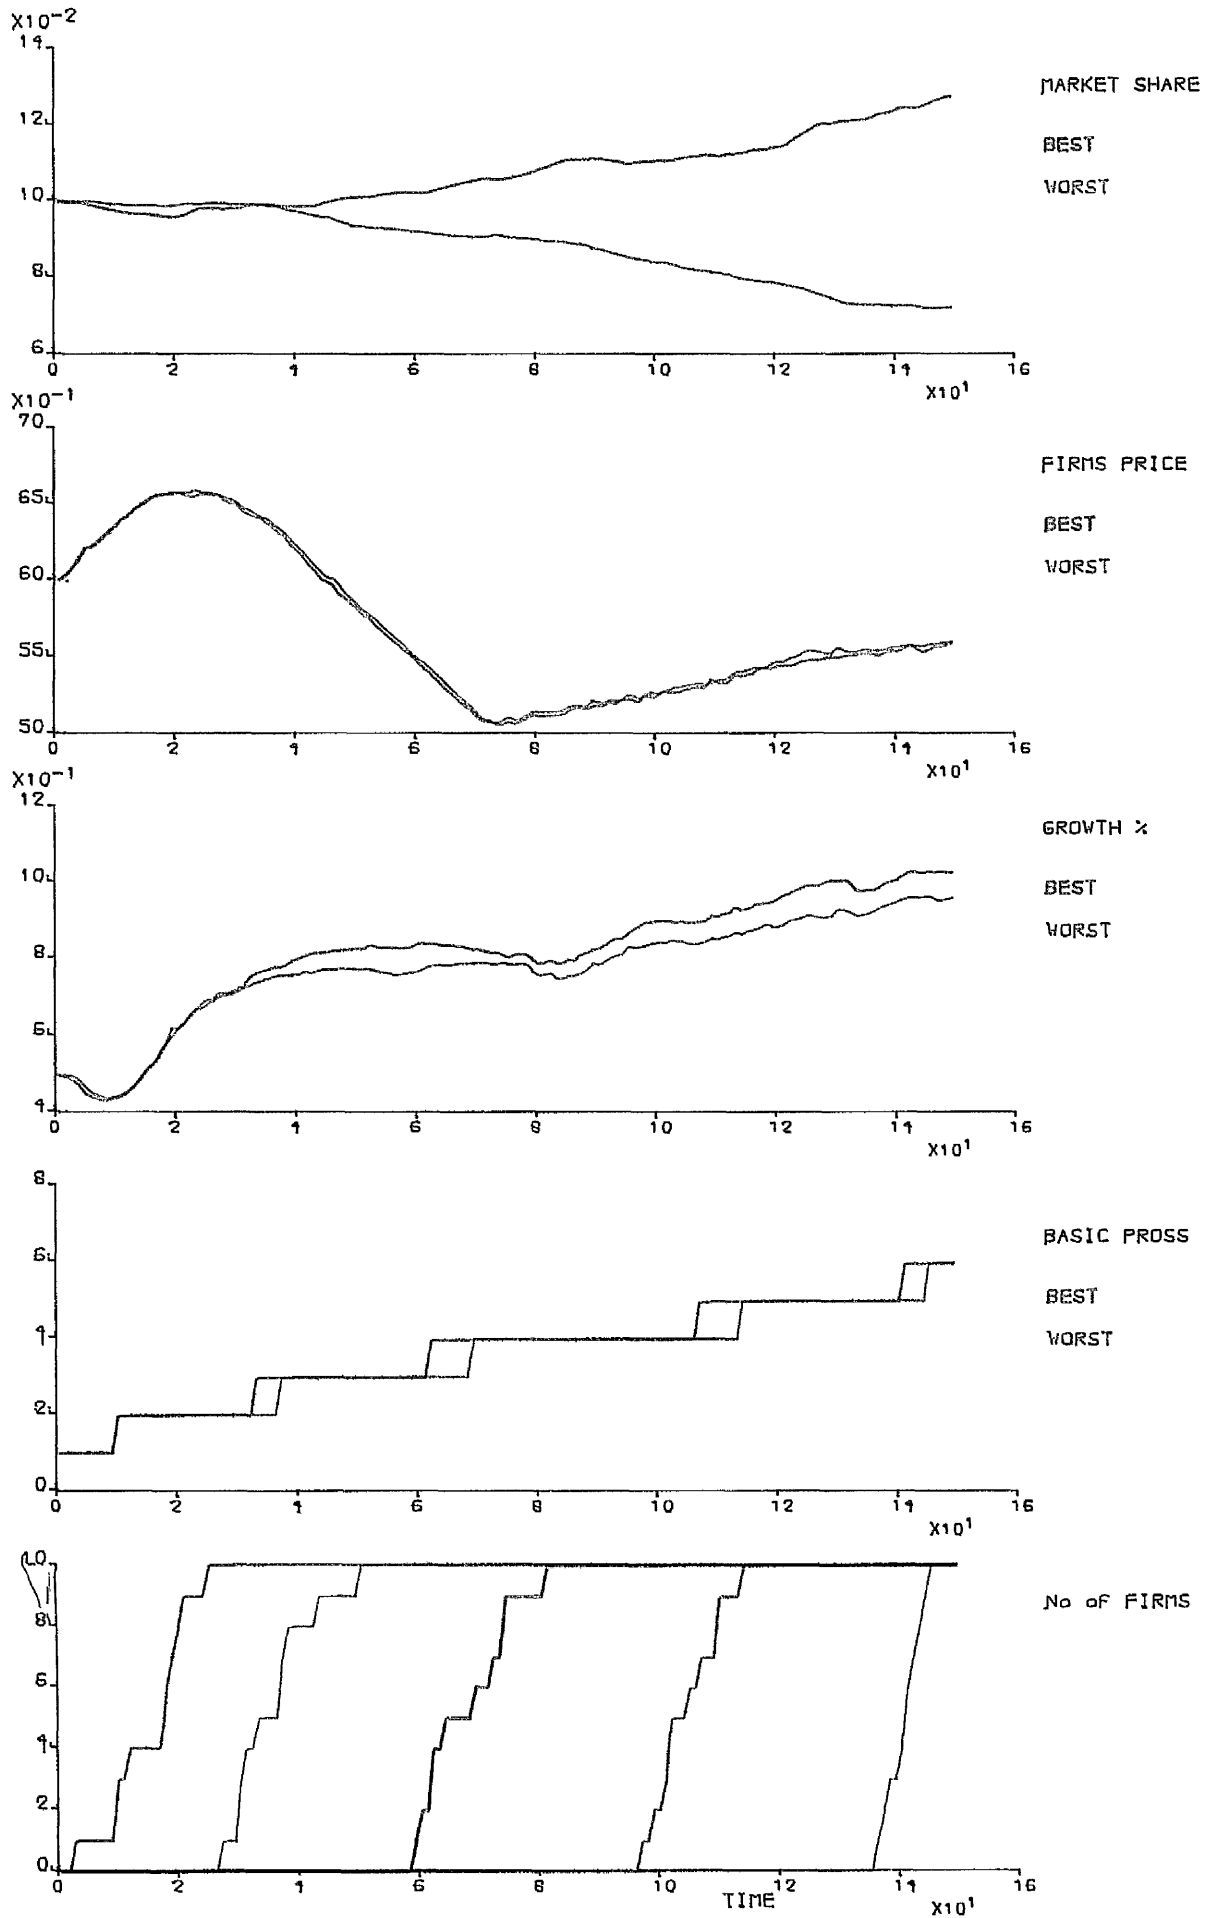 X10⁻²
14
12
10
8
6
0 2 4 6 8 10 12 14 16
X10¹
MARKET SHARE
BEST
WORST
X10⁻¹
70
65
60
55
50
0 2 4 6 8 10 12 14 16
X10¹
FIRMS PRICE
BEST
WORST
X10⁻¹
12
10
8
6
4
0 2 4 6 8 10 12 14 16
X10¹
GROWTH %
BEST
WORST
8
6
4
2
0
0 2 4 6 8 10 12 14 16
X10¹
BASIC PROSS
BEST
WORST
10
8
6
4
2
0
0 2 4 6 8 10 12 14 16
TIME
X10¹
No oF FIRMS